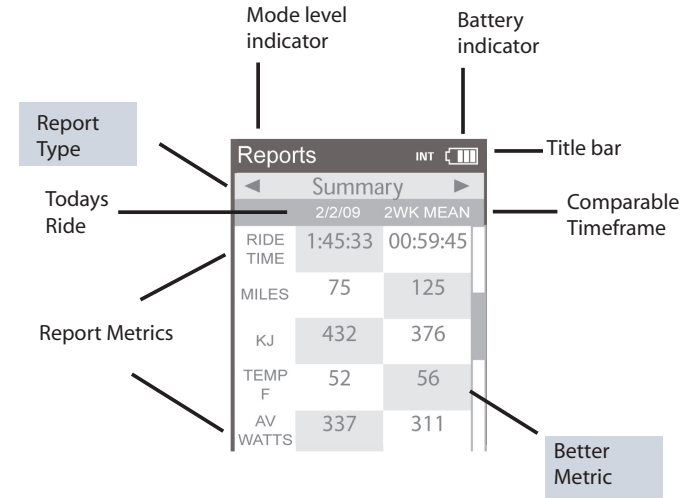 Mode level
indicator
Battery
indicator
Report
Type
Todays
Ride
Report Metrics
Reports INT
Summary
2/2/09 2WK MEAN
RIDE
TIME 1:45:33 00:59:45
MILES 75 125
KJ 432 376
TEMP
F 52 56
AV
WATTS 337 311
Title bar
Comparable
Timeframe
Better
Metric